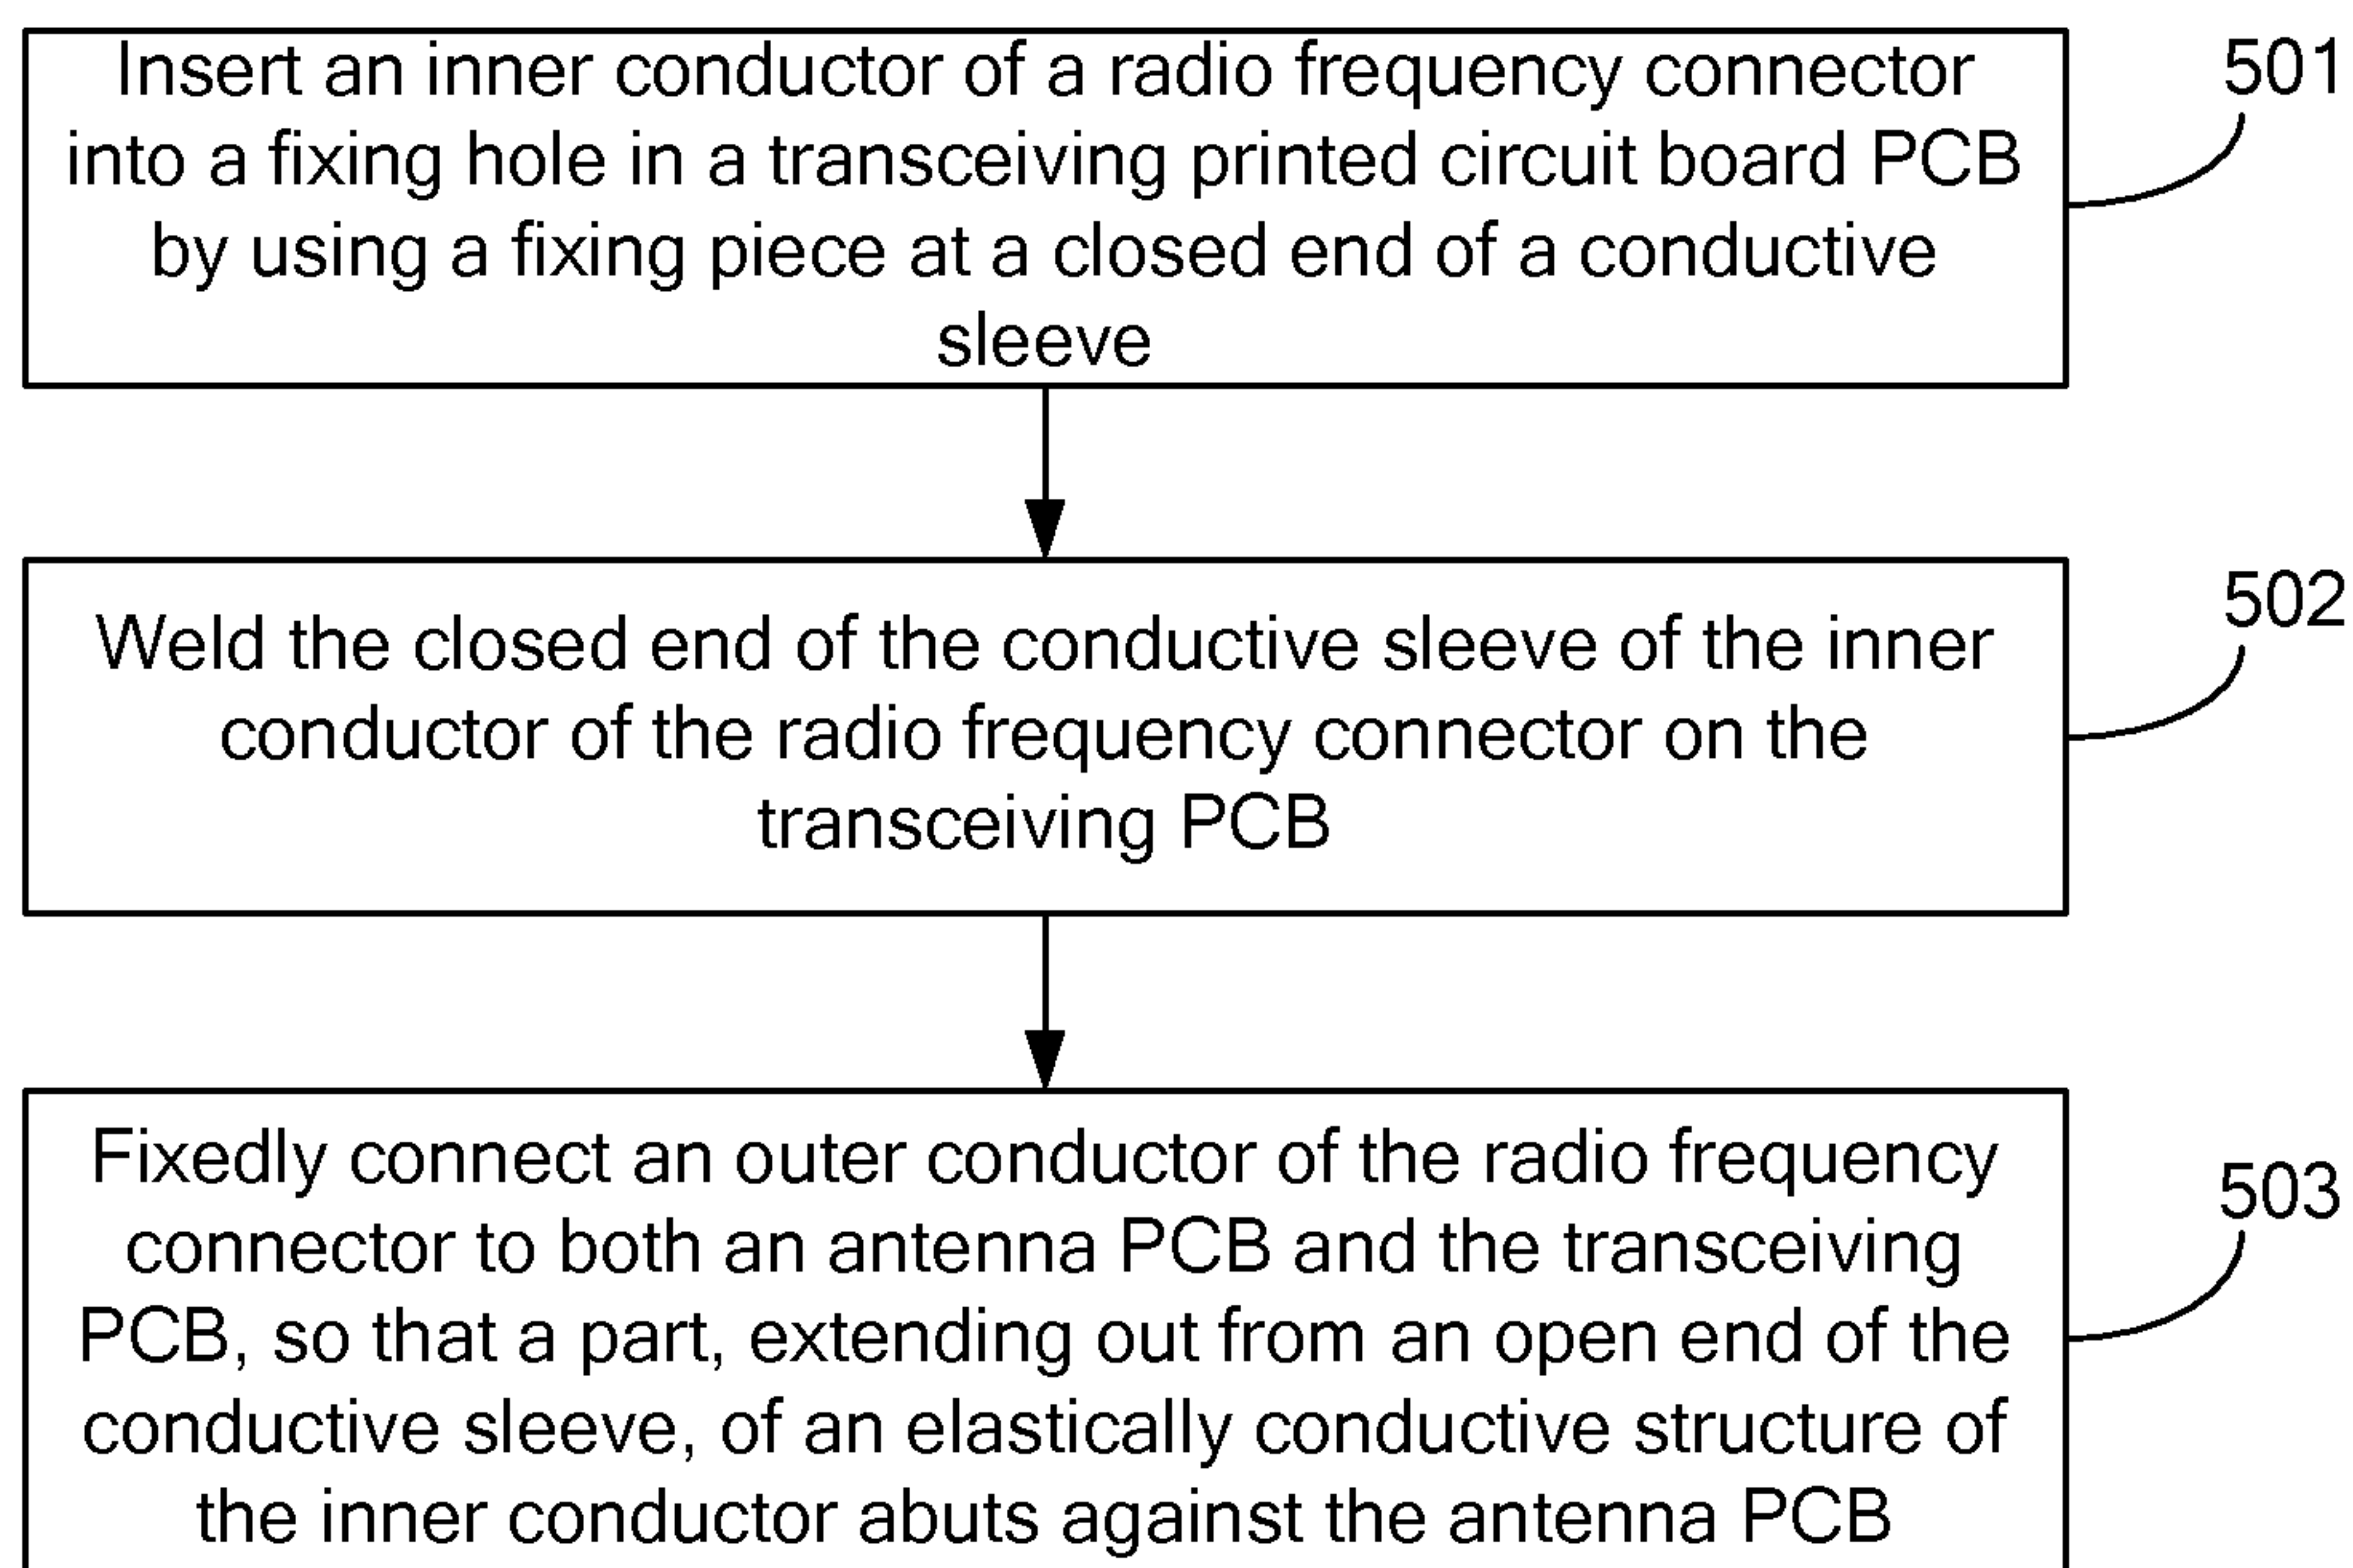 Insert an inner conductor of a radio frequency connector
into a fixing hole in a transceiving printed circuit board PCB
by using a fixing piece at a closed end of a conductive
sleeve
501
Weld the closed end of the conductive sleeve of the inner
conductor of the radio frequency connector on the
transceiving PCB
502
Fixedly connect an outer conductor of the radio frequency
connector to both an antenna PCB and the transceiving
PCB, so that a part, extending out from an open end of the
conductive sleeve, of an elastically conductive structure of
the inner conductor abuts against the antenna PCB
503